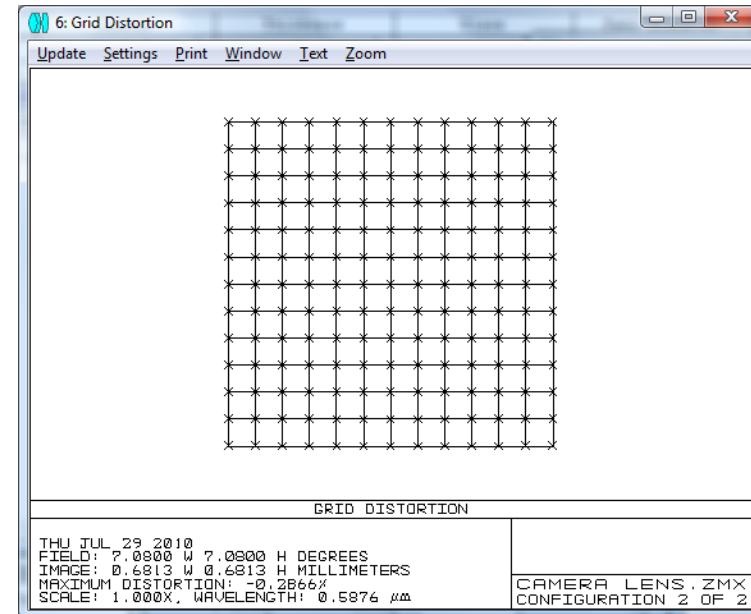 6: Grid Distortion
Update Settings Print Window Text Zoom
GRID DISTORTION
THU JUL 29 2010
FIELD: 7.0800 W 7.0800 H DEGREES
IMAGE: 0.6813 W 0.6813 H MILLIMETERS
MAXIMUM DISTORTION: -0.2866%
SCALE: 1.000X, WAVELENGTH: 0.5876 µm
CAMERA LENS.ZMX
CONFIGURATION 2 OF 2